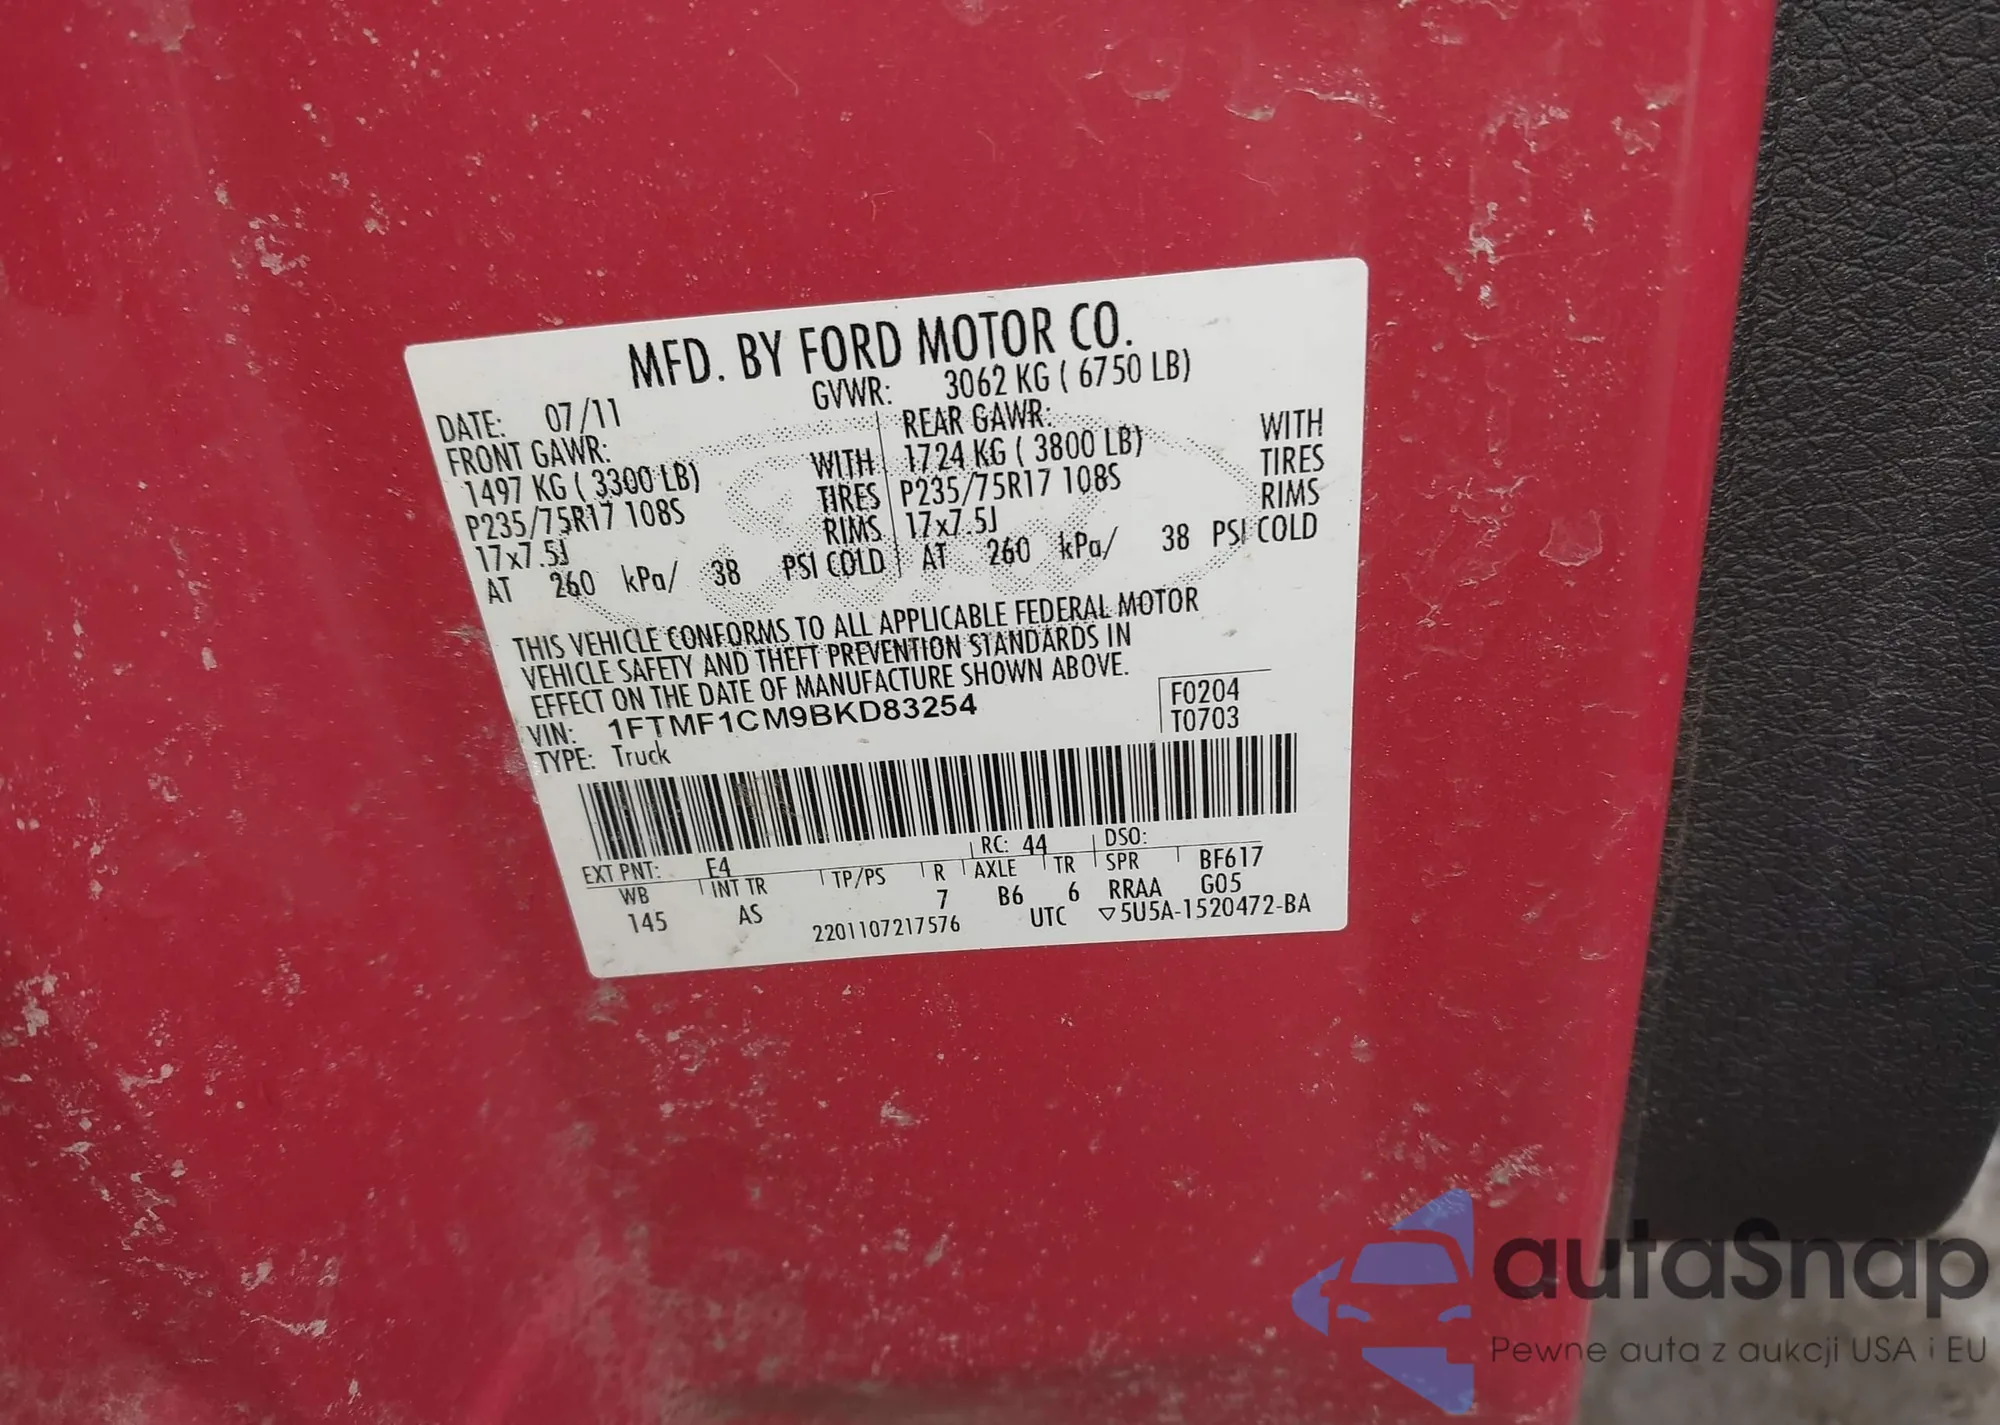 MFD. BY FORD MOTOR CO.
DATE: 07/11 GVWR: 3062 KG ( 6750 LB)
FRONT GAWR: REAR GAWR:
1497 KG ( 3300 LB) WITH 1724 KG ( 3800 LB) WITH
P235/75R17 108S TIRES P235/75R17 108S TIRES
17x7.5J RIMS 17x7.5J RIMS
AT 260 kPa/ 38 PSI COLD AT 260 kPa/ 38 PSI COLD
THIS VEHICLE CONFORMS TO ALL APPLICABLE FEDERAL MOTOR
VEHICLE SAFETY AND THEFT PREVENTION STANDARDS IN
EFFECT ON THE DATE OF MANUFACTURE SHOWN ABOVE.
VIN: 1FTMF1CM9BKD83254 F0204
TYPE: Truck T0703
EXT PNT: E4 RC: 44 DSO:
WB INT TR TP/PS R AXLE TR SPR BF617
145 AS 7 B6 6 RRAA G05
2201107217576 UTC ▽5U5A-1520472-BA
autaSnap
Pewne auta z aukcji USA i EU